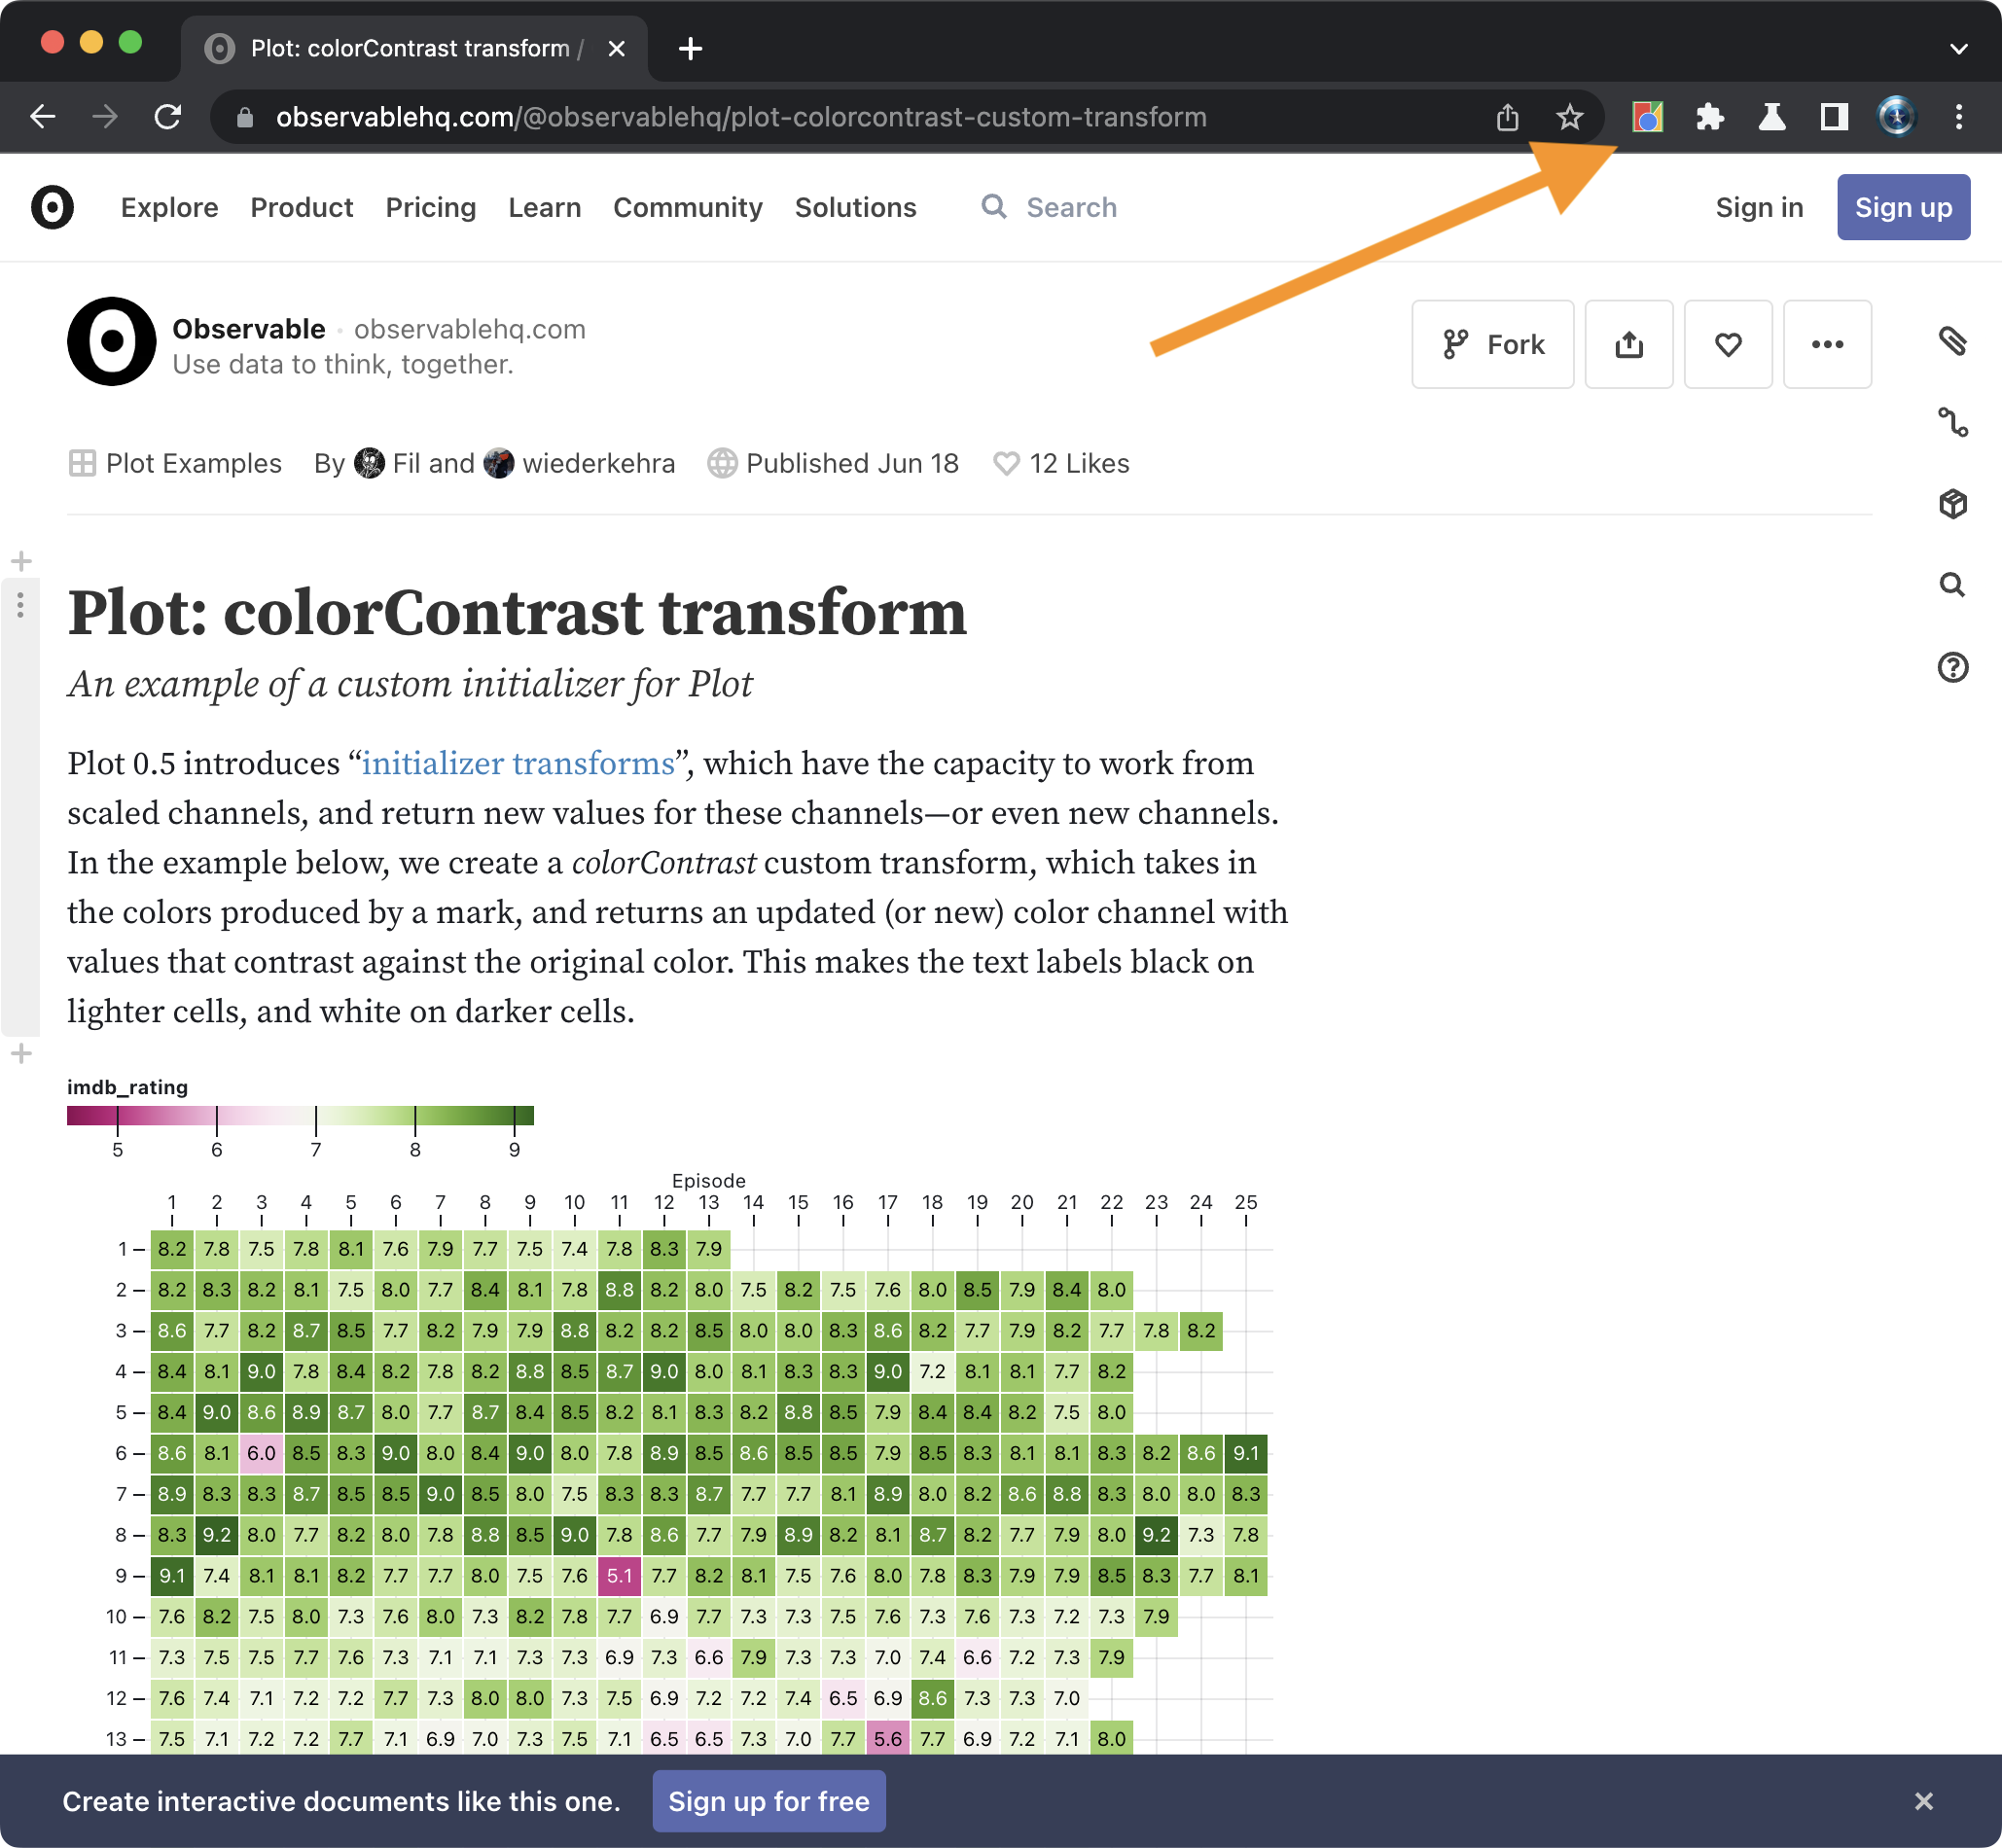 Plot: colorContrast transform /
observablehq.com/@observablehq/plot-colorcontrast-custom-transform
Explore Product Pricing Learn Community Solutions Search Sign in Sign up
Observable · observablehq.com
Use data to think, together.
Fork
Plot Examples By Fil and wiederkehra Published Jun 18 12 Likes
Plot: colorContrast transform
An example of a custom initializer for Plot
Plot 0.5 introduces “initializer transforms”, which have the capacity to work from
scaled channels, and return new values for these channels—or even new channels.
In the example below, we create a colorContrast custom transform, which takes in
the colors produced by a mark, and returns an updated (or new) color channel with
values that contrast against the original color. This makes the text labels black on
lighter cells, and white on darker cells.
imdb_rating
5 6 7 8 9
Episode
1 2 3 4 5 6 7 8 9 10 11 12 13 14 15 16 17 18 19 20 21 22 23 24 25
1 8.2 7.8 7.5 7.8 8.1 7.6 7.9 7.7 7.5 7.4 7.8 8.3 7.9
2 8.2 8.3 8.2 8.1 7.5 8.0 7.7 8.4 8.1 7.8 8.8 8.2 8.0 7.5 8.2 7.5 7.6 8.0 8.5 7.9 8.4 8.0
3 8.6 7.7 8.2 8.7 8.5 7.7 8.2 7.9 7.9 8.8 8.2 8.2 8.5 8.0 8.0 8.3 8.6 8.2 7.7 7.9 8.2 7.7 7.8 8.2
4 8.4 8.1 9.0 7.8 8.4 8.2 7.8 8.2 8.8 8.5 8.7 9.0 8.0 8.1 8.3 8.3 9.0 7.2 8.1 8.1 7.7 8.2
5 8.4 9.0 8.6 8.9 8.7 8.0 7.7 8.7 8.4 8.5 8.2 8.1 8.3 8.2 8.8 8.5 7.9 8.4 8.4 8.2 7.5 8.0
6 8.6 8.1 6.0 8.5 8.3 9.0 8.0 8.4 9.0 8.0 7.8 8.9 8.5 8.6 8.5 8.5 7.9 8.5 8.3 8.1 8.1 8.3 8.2 8.6 9.1
7 8.9 8.3 8.3 8.7 8.5 8.5 9.0 8.5 8.0 7.5 8.3 8.3 8.7 7.7 7.7 8.1 8.9 8.0 8.2 8.6 8.8 8.3 8.0 8.0 8.3
8 8.3 9.2 8.0 7.7 8.2 8.0 7.8 8.8 8.5 9.0 7.8 8.6 7.7 7.9 8.9 8.2 8.1 8.7 8.2 7.7 7.9 8.0 9.2 7.3 7.8
9 9.1 7.4 8.1 8.1 8.2 7.7 7.7 8.0 7.5 7.6 5.1 7.7 8.2 8.1 7.5 7.6 8.0 7.8 8.3 7.9 7.9 8.5 8.3 7.7 8.1
10 7.6 8.2 7.5 8.0 7.3 7.6 8.0 7.3 8.2 7.8 7.7 6.9 7.7 7.3 7.3 7.5 7.6 7.3 7.6 7.3 7.2 7.3 7.9
11 7.3 7.5 7.5 7.7 7.6 7.3 7.1 7.1 7.3 7.3 6.9 7.3 6.6 7.9 7.3 7.3 7.0 7.4 6.6 7.2 7.3 7.9
12 7.6 7.4 7.1 7.2 7.2 7.7 7.3 8.0 8.0 7.3 7.5 6.9 7.2 7.2 7.4 6.5 6.9 8.6 7.3 7.3 7.0
13 7.5 7.1 7.2 7.2 7.7 7.1 6.9 7.0 7.3 7.5 7.1 6.5 6.5 7.3 7.0 7.7 5.6 7.7 6.9 7.2 7.1 8.0
Create interactive documents like this one. Sign up for free